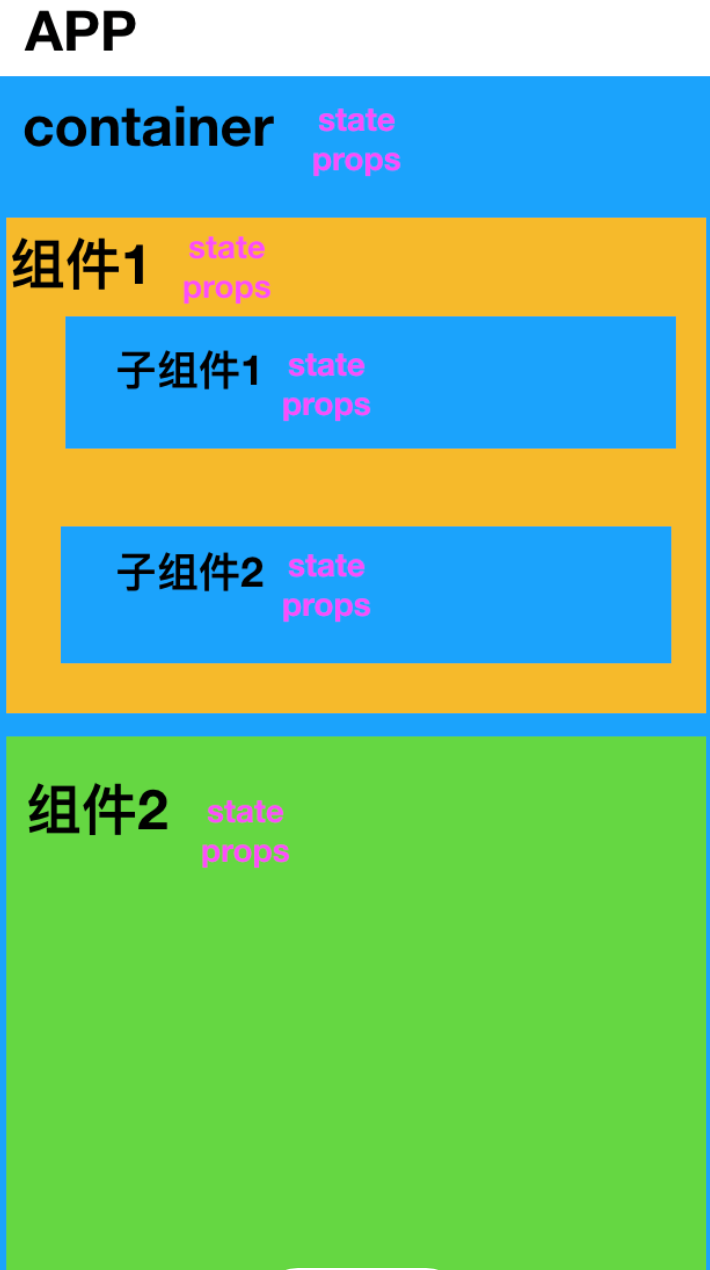 APP
container
state
props
组件1
state
props
子组件1
state
props
子组件2
state
props
组件2
state
props